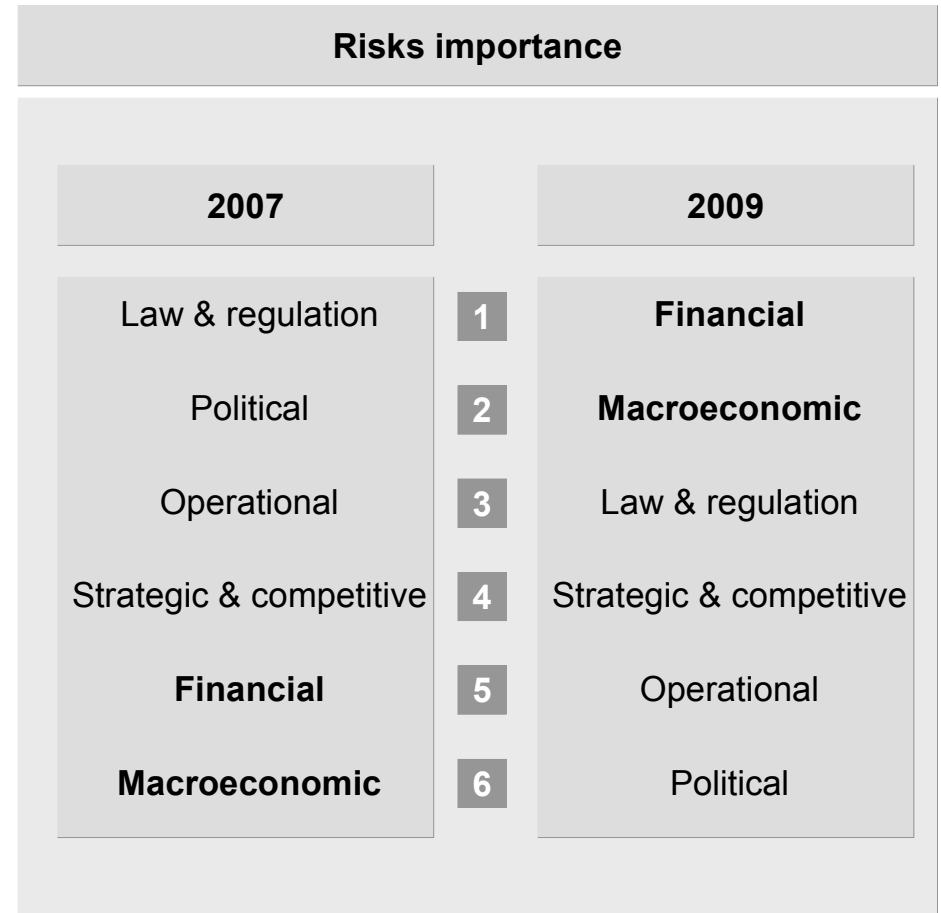 Risks importance
2007
2009
Law & regulation 1 Financial
Political 2 Macroeconomic
Operational 3 Law & regulation
Strategic & competitive 4 Strategic & competitive
Financial 5 Operational
Macroeconomic 6 Political